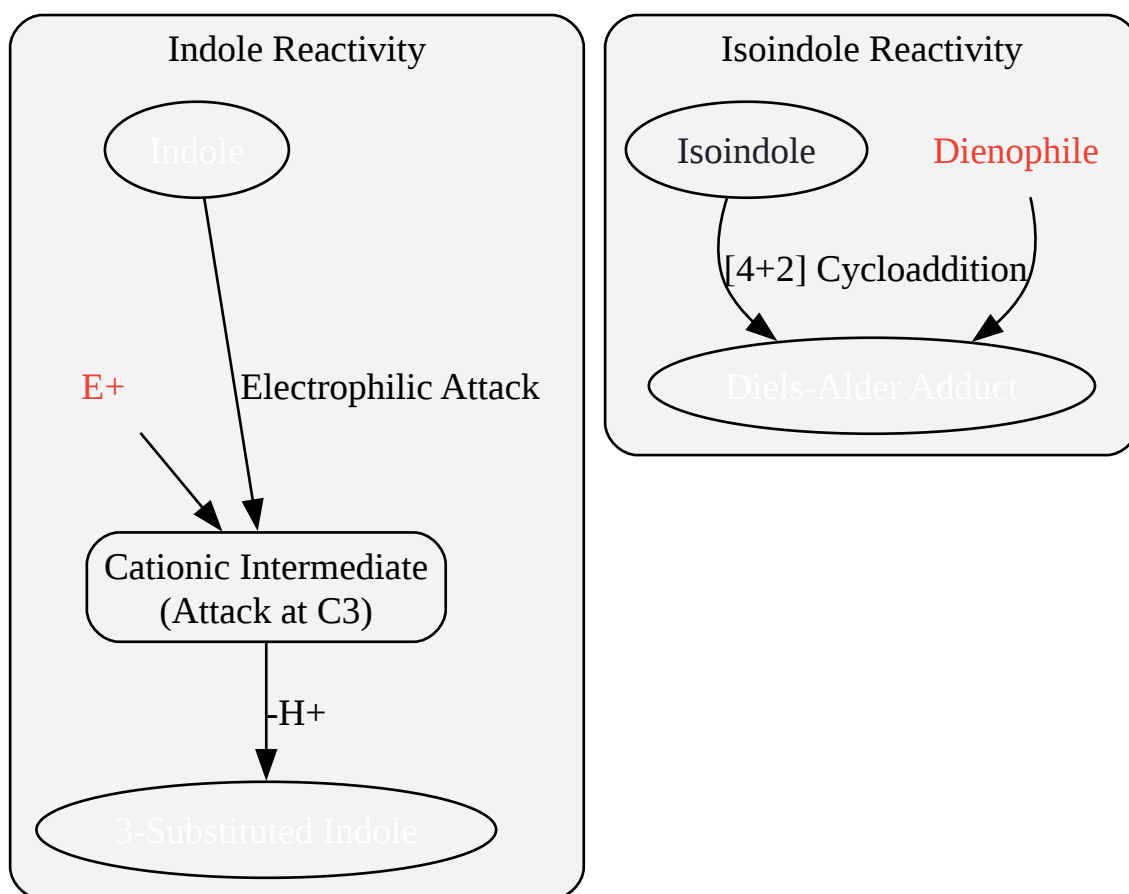 Indole Reactivity
Indole
E+
Electrophilic Attack
Cationic Intermediate
(Attack at C3)
-H+
3-Substituted Indole
Isoindole Reactivity
Isoindole
Dienophile
[4+2] Cycloaddition
Diels-Alder Adduct